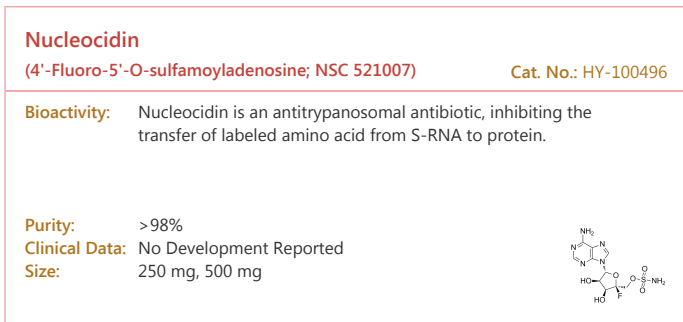 Nucleocidin
(4'-Fluoro-5'-O-sulfamoyladenosine; NSC 521007) Cat. No.: HY-100496
Bioactivity: Nucleocidin is an antitrypanosomal antibiotic, inhibiting the
transfer of labeled amino acid from S-RNA to protein.
Purity: >98%
Clinical Data: No Development Reported
Size: 250 mg, 500 mg
NH₂
N N
N N
HO O O O S NH₂ O
HO F